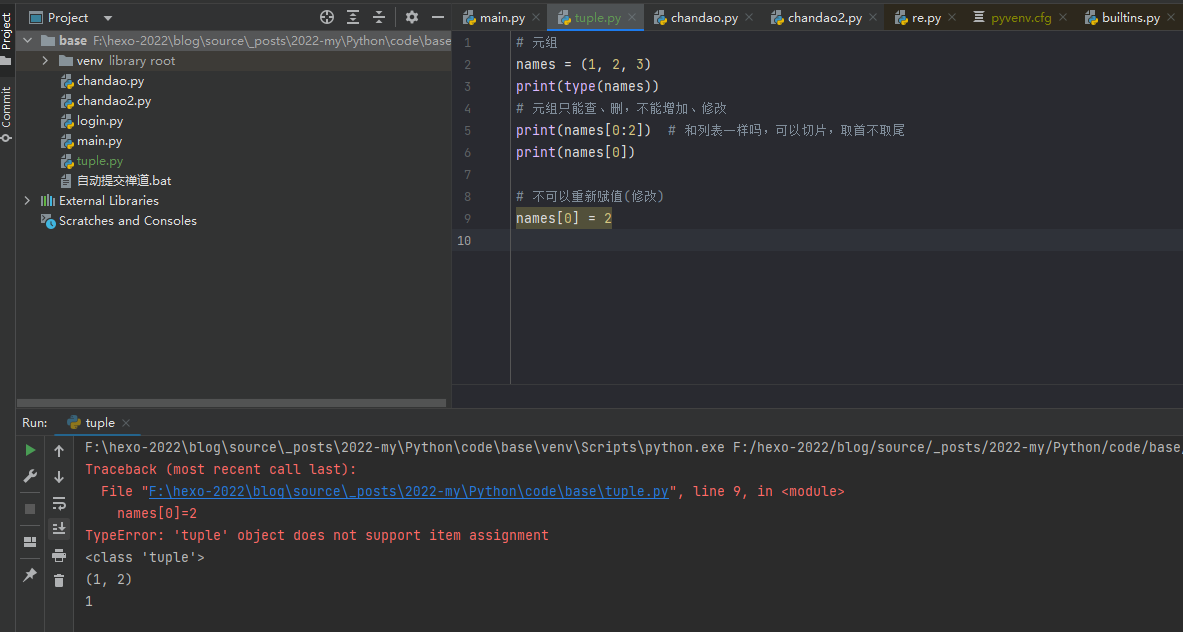 Project
Commit
Project
base F:\hexo-2022\blog\source\_posts\2022-my\Python\code\base
venv library root
chandao.py
chandao2.py
login.py
main.py
tuple.py
自动提交禅道.bat
External Libraries
Scratches and Consoles
main.py tuple.py chandao.py chandao2.py re.py pyvenv.cfg builtins.py
1 # 元组
2 names = (1, 2, 3)
3 print(type(names))
4 # 元组只能查、删，不能增加、修改
5 print(names[0:2]) # 和列表一样吗，可以切片，取首不取尾
6 print(names[0])
7
8 # 不可以重新赋值(修改)
9 names[0] = 2
10
Run: tuple
F:\hexo-2022\blog\source\_posts\2022-my\Python\code\base\venv\Scripts\python.exe F:/hexo-2022/blog/source/_posts/2022-my/Python/code/base/
Traceback (most recent call last):
File "F:\hexo-2022\blog\source\_posts\2022-my\Python\code\base\tuple.py", line 9, in <module>
names[0]=2
TypeError: 'tuple' object does not support item assignment
<class 'tuple'>
(1, 2)
1